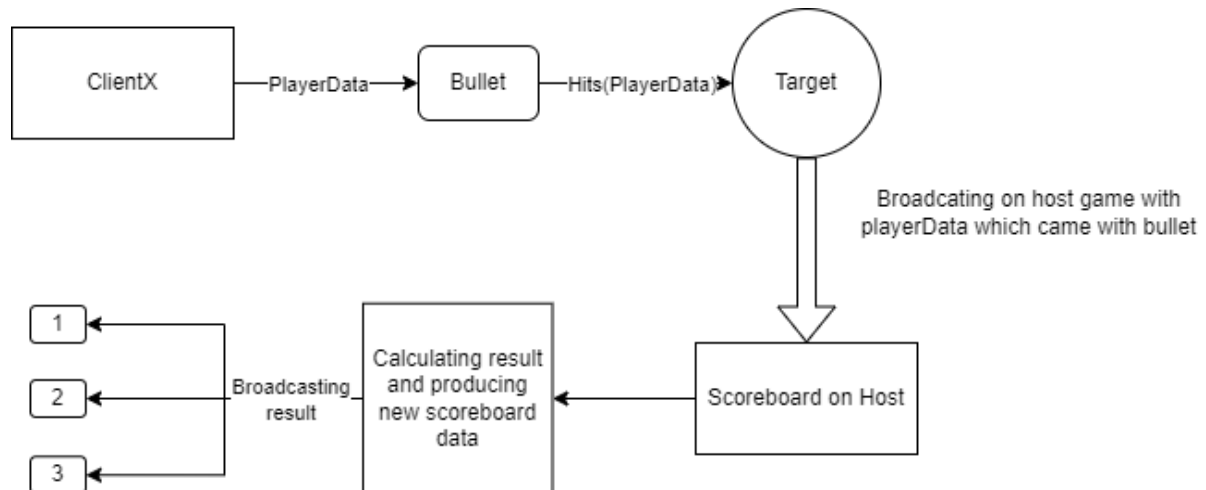 ClientX
PlayerData
Bullet
Hits(PlayerData)
Target
Broadcating on host game with
playerData which came with bullet
Scoreboard on Host
Calculating result
and producing
new scoreboard
data
Broadcasting
result
1
2
3